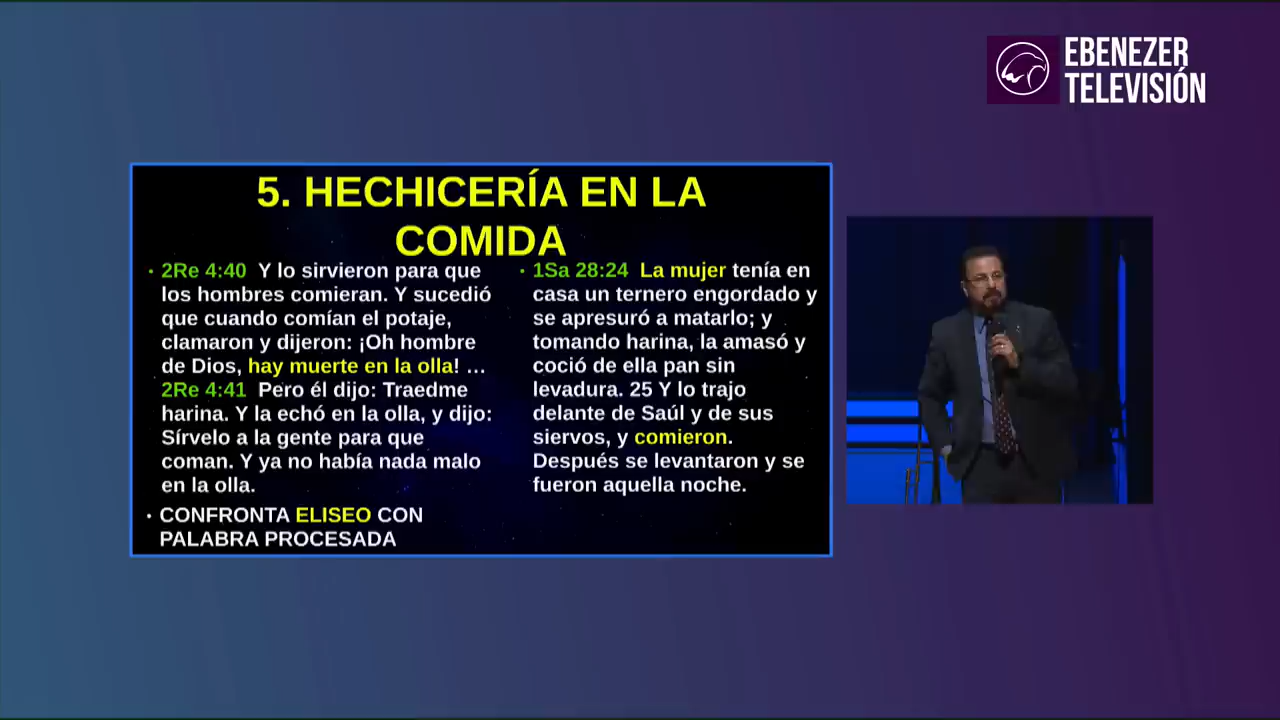 EBENEZER
TELEVISIÓN
5. HECHICERÍA EN LA
COMIDA
• 2Re 4:40 Y lo sirvieron para que
los hombres comieran. Y sucedió
que cuando comían el potaje,
clamaron y dijeron: ¡Oh hombre
de Dios, hay muerte en la olla! …
2Re 4:41 Pero él dijo: Traedme
harina. Y la echó en la olla, y dijo:
Sírvelo a la gente para que
coman. Y ya no había nada malo
en la olla.
• CONFRONTA ELISEO CON
PALABRA PROCESADA
• 1Sa 28:24 La mujer tenía en
casa un ternero engordado y
se apresuró a matarlo; y
tomando harina, la amasó y
coció de ella pan sin
levadura. 25 Y lo trajo
delante de Saúl y de sus
siervos, y comieron.
Después se levantaron y se
fueron aquella noche.